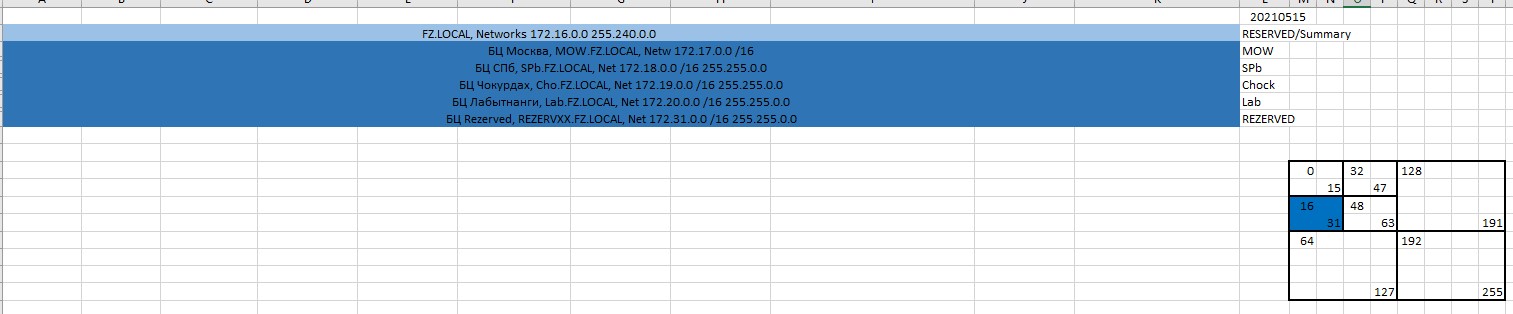 20210515
FZ.LOCAL, Networks 172.16.0.0 255.240.0.0 RESERVED/Summary
БЦ Москва, MOW.FZ.LOCAL, Netw 172.17.0.0 /16 MOW
БЦ СПб, SPb.FZ.LOCAL, Net 172.18.0.0 /16 255.255.0.0 SPb
БЦ Чокурдах, Cho.FZ.LOCAL, Net 172.19.0.0 /16 255.255.0.0 Chock
БЦ Лабытнанги, Lab.FZ.LOCAL, Net 172.20.0.0 /16 255.255.0.0 Lab
БЦ Rezerved, REZERVXX.FZ.LOCAL, Net 172.31.0.0 /16 255.255.0.0 REZERVED
0 32 128
15 47
16 48
31 63 191
64 192
127 255